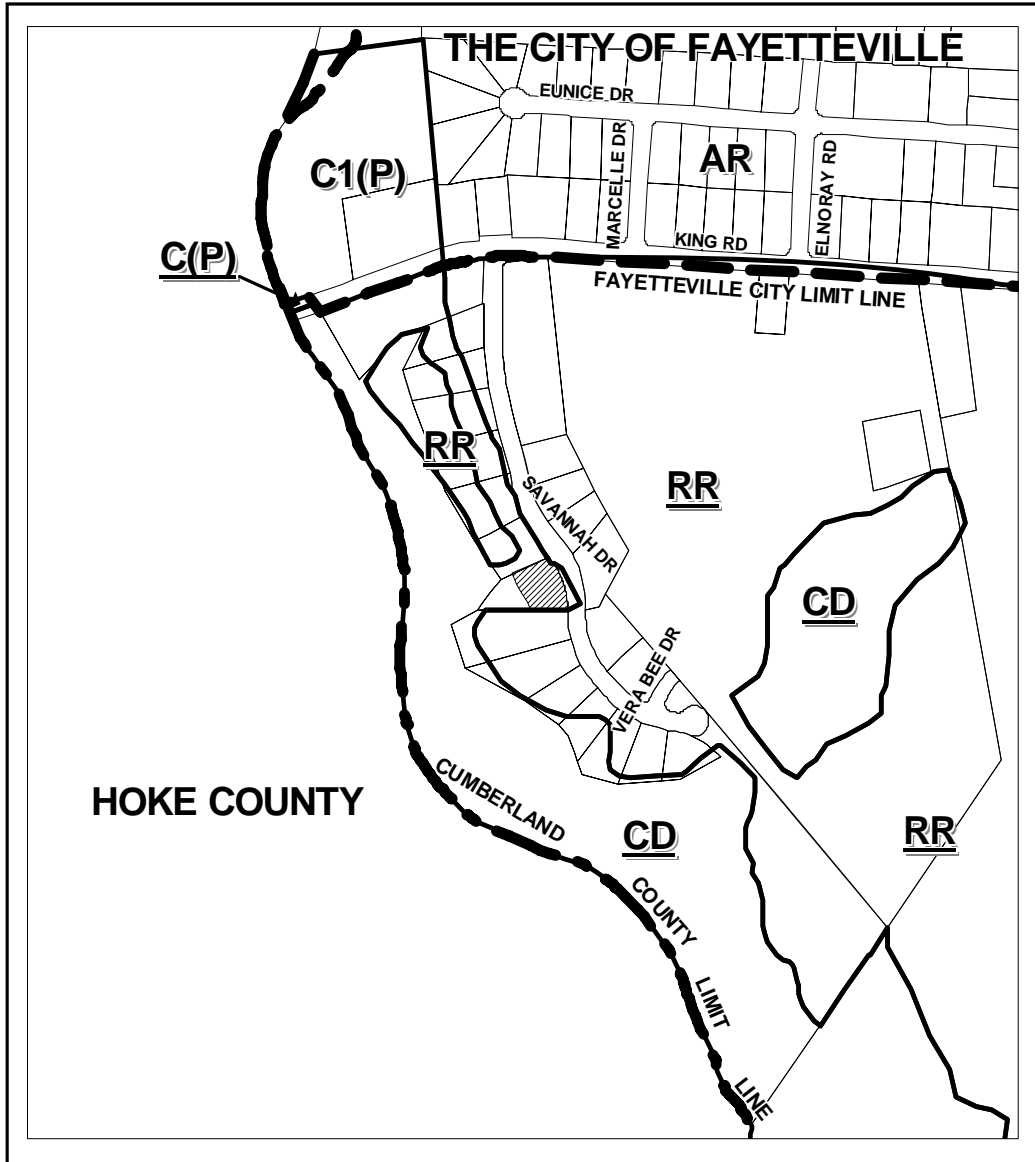 THE CITY OF FAYETTEVILLE
EUNICE DR
MARCELLE DR
AR
ELNORAY RD
C1(P)
KING RD
C(P)
FAYETTEVILLE CITY LIMIT LINE
RR
SAVANNAH DR
RR
CD
VERA BEE DR
HOKE COUNTY
CUMBERLAND COUNTY LIMIT LINE
CD
RR